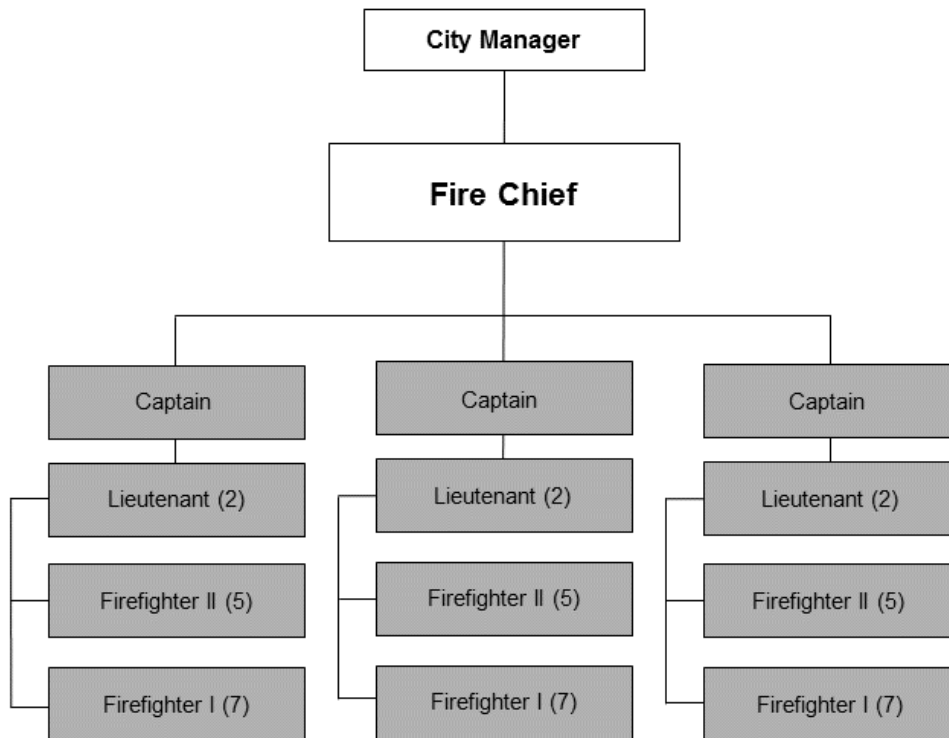 City Manager
Fire Chief
Captain
Captain
Captain
Lieutenant (2)
Lieutenant (2)
Lieutenant (2)
Firefighter II (5)
Firefighter II (5)
Firefighter II (5)
Firefighter I (7)
Firefighter I (7)
Firefighter I (7)